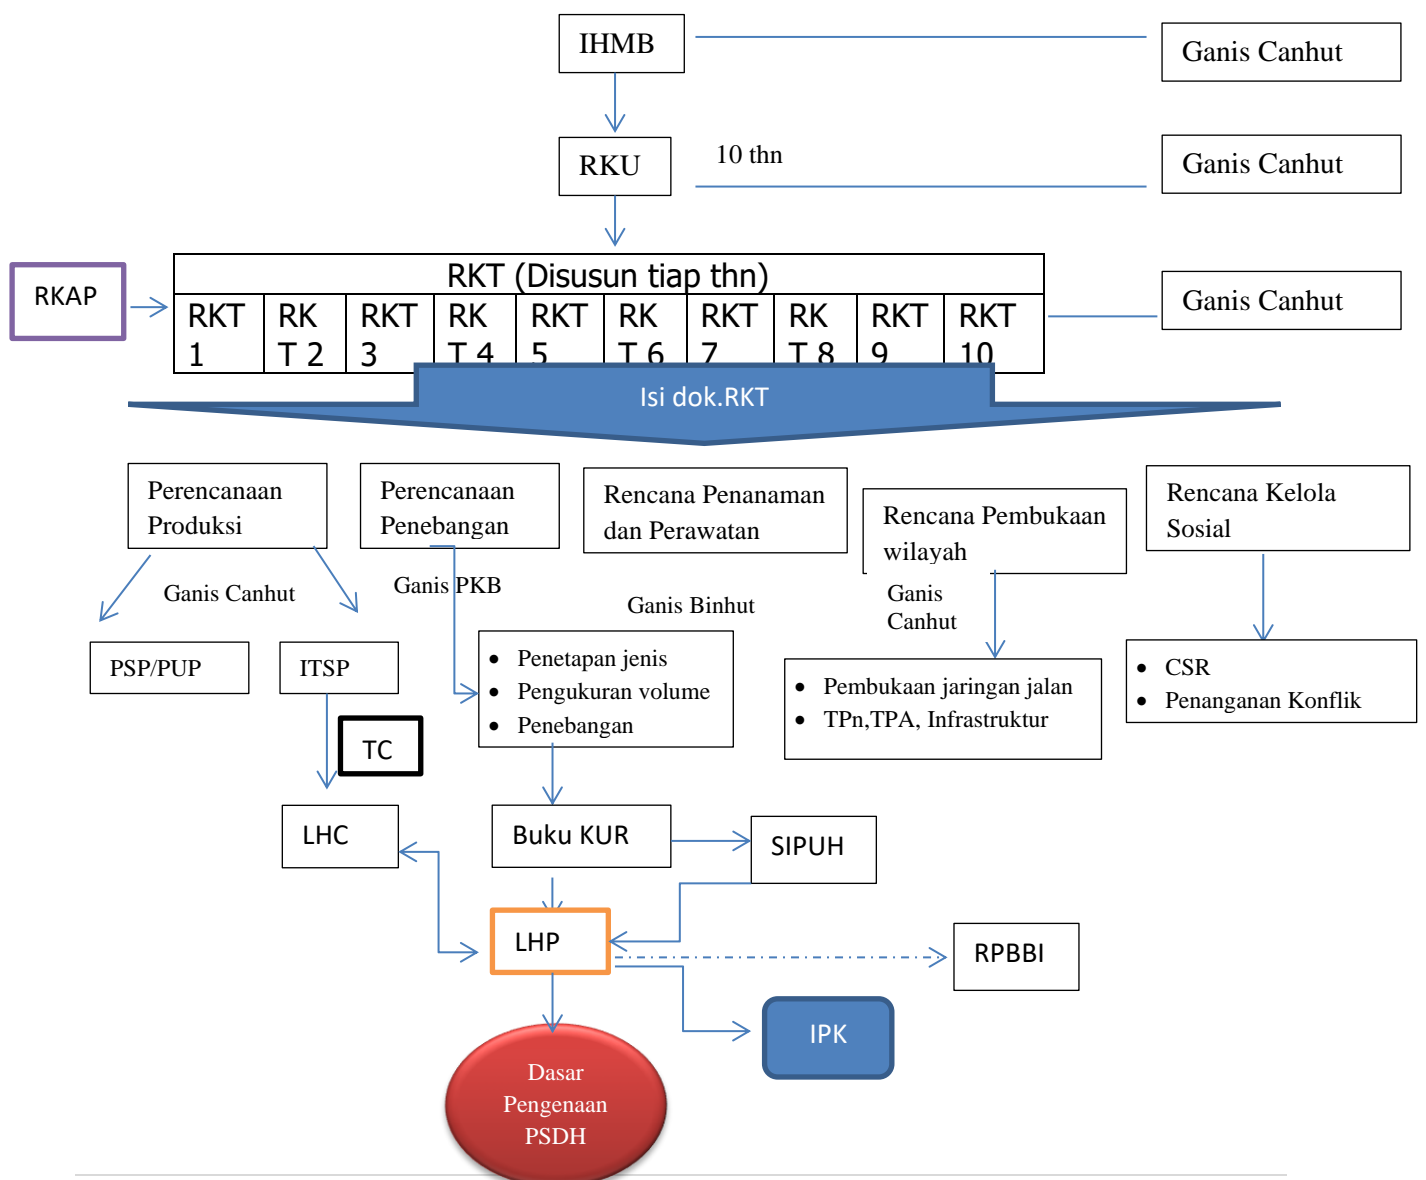 IHMB
Ganis Canhut
RKU
10 thn
Ganis Canhut
RKAP
RKT (Disusun tiap thn)
Ganis Canhut
RKT
1
RK
T 2
RKT
3
RK
T 4
RKT
5
RK
T 6
RKT
7
RK
T 8
RKT
9
RKT
10
Isi dok.RKT
Perencanaan
Produksi
Perencanaan
Penebangan
Rencana Penanaman
dan Perawatan
Rencana Pembukaan
wilayah
Rencana Kelola
Sosial
Ganis Canhut
Ganis PKB
Ganis Binhut
Ganis
Canhut
PSP/PUP
ITSP
• Penetapan jenis
• Pengukuran volume
• Penebangan
• Pembukaan jaringan jalan
• TPn,TPA, Infrastruktur
• CSR
• Penanganan Konflik
TC
LHC
Buku KUR
SIPUH
LHP
RPBBI
IPK
Dasar
Pengenaan
PSDH